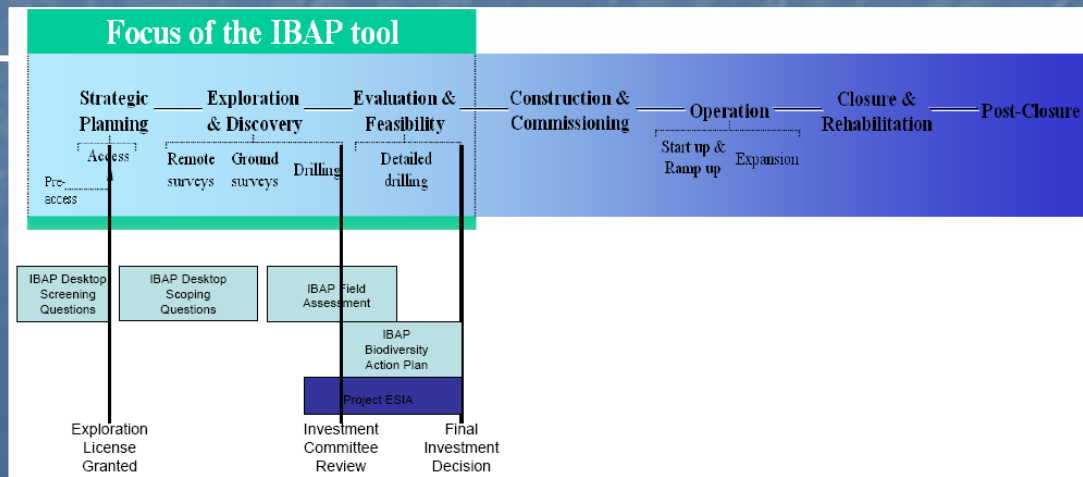 Focus of the IBAP tool
Strategic
Planning
Exploration
& Discovery
Evaluation &
Feasibility
Construction &
Commissioning
Operation
Closure &
Rehabilitation
Post-Closure
Access
Pre-
access
Remote
surveys
Ground
surveys
Drilling
Detailed
drilling
Start up &
Ramp up
Expansion
IBAP Desktop
Screening
Questions
IBAP Desktop
Scoping
Questions
IBAP Field
Assessment
IBAP
Biodiversity
Action Plan
Project ESIA
Exploration
License
Granted
Investment
Committee
Review
Final
Investment
Decision